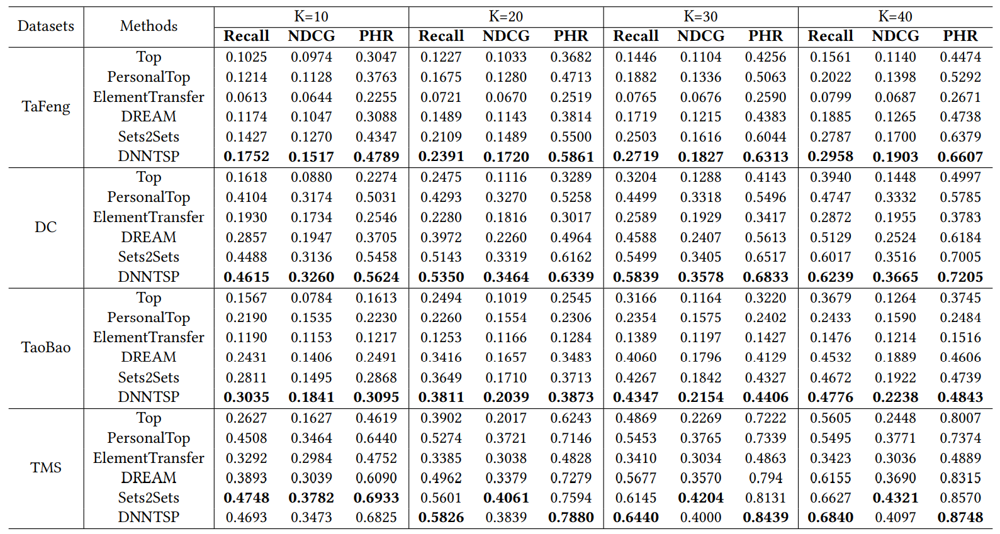 Datasets Methods K=10 K=20 K=30 K=40
Recall NDCG PHR Recall NDCG PHR Recall NDCG PHR Recall NDCG PHR
TaFeng
Top 0.1025 0.0974 0.3047 0.1227 0.1033 0.3682 0.1446 0.1104 0.4256 0.1561 0.1140 0.4474
PersonalTop 0.1214 0.1128 0.3763 0.1675 0.1280 0.4713 0.1882 0.1336 0.5063 0.2022 0.1398 0.5292
ElementTransfer 0.0613 0.0644 0.2255 0.0721 0.0670 0.2519 0.0765 0.0676 0.2590 0.0799 0.0687 0.2671
DREAM 0.1174 0.1047 0.3088 0.1489 0.1143 0.3814 0.1719 0.1215 0.4383 0.1885 0.1265 0.4738
Sets2Sets 0.1427 0.1270 0.4347 0.2109 0.1489 0.5500 0.2503 0.1616 0.6044 0.2787 0.1700 0.6379
DNNTSP 0.1752 0.1517 0.4789 0.2391 0.1720 0.5861 0.2719 0.1827 0.6313 0.2958 0.1903 0.6607
DC
Top 0.1618 0.0880 0.2274 0.2475 0.1116 0.3289 0.3204 0.1288 0.4143 0.3940 0.1448 0.4997
PersonalTop 0.4104 0.3174 0.5031 0.4293 0.3270 0.5258 0.4499 0.3318 0.5496 0.4747 0.3332 0.5785
ElementTransfer 0.1930 0.1734 0.2546 0.2280 0.1816 0.3017 0.2589 0.1929 0.3417 0.2872 0.1955 0.3783
DREAM 0.2857 0.1947 0.3705 0.3972 0.2260 0.4964 0.4588 0.2407 0.5613 0.5129 0.2524 0.6184
Sets2Sets 0.4488 0.3136 0.5458 0.5143 0.3319 0.6162 0.5499 0.3405 0.6517 0.6017 0.3516 0.7005
DNNTSP 0.4615 0.3260 0.5624 0.5350 0.3464 0.6339 0.5839 0.3578 0.6833 0.6239 0.3665 0.7205
TaoBao
Top 0.1567 0.0784 0.1613 0.2494 0.1019 0.2545 0.3166 0.1164 0.3220 0.3679 0.1264 0.3745
PersonalTop 0.2190 0.1535 0.2230 0.2260 0.1554 0.2306 0.2354 0.1575 0.2402 0.2433 0.1590 0.2484
ElementTransfer 0.1190 0.1153 0.1217 0.1253 0.1166 0.1284 0.1389 0.1197 0.1427 0.1476 0.1214 0.1516
DREAM 0.2431 0.1406 0.2491 0.3416 0.1657 0.3483 0.4060 0.1796 0.4129 0.4532 0.1889 0.4606
Sets2Sets 0.2811 0.1495 0.2868 0.3649 0.1710 0.3713 0.4267 0.1842 0.4327 0.4672 0.1922 0.4739
DNNTSP 0.3035 0.1841 0.3095 0.3811 0.2039 0.3873 0.4347 0.2154 0.4406 0.4776 0.2238 0.4843
TMS
Top 0.2627 0.1627 0.4619 0.3902 0.2017 0.6243 0.4869 0.2269 0.7222 0.5605 0.2448 0.8007
PersonalTop 0.4508 0.3464 0.6440 0.5274 0.3721 0.7146 0.5453 0.3765 0.7339 0.5495 0.3771 0.7374
ElementTransfer 0.3292 0.2984 0.4752 0.3385 0.3038 0.4828 0.3410 0.3034 0.4863 0.3423 0.3036 0.4889
DREAM 0.3893 0.3039 0.6090 0.4962 0.3379 0.7279 0.5677 0.3570 0.794 0.6155 0.3690 0.8315
Sets2Sets 0.4748 0.3782 0.6933 0.5601 0.4061 0.7594 0.6145 0.4204 0.8131 0.6627 0.4321 0.8570
DNNTSP 0.4693 0.3473 0.6825 0.5826 0.3839 0.7880 0.6440 0.4000 0.8439 0.6840 0.4097 0.8748